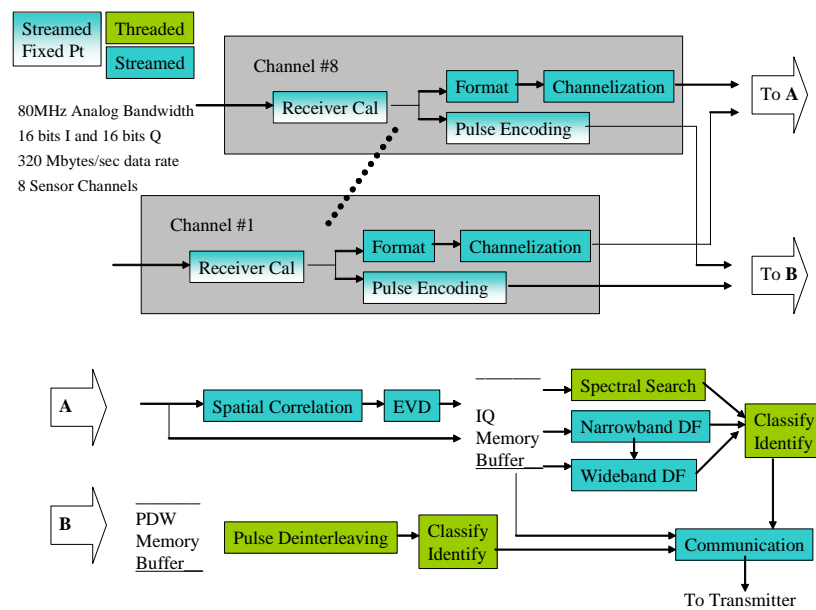 Streamed
Fixed Pt
Threaded
Streamed
80MHz Analog Bandwidth
16 bits I and 16 bits Q
320 Mbytes/sec data rate
8 Sensor Channels
Channel #8
Receiver Cal
Format
Channelization
Pulse Encoding
To A
Channel #1
Receiver Cal
Format
Channelization
Pulse Encoding
To B
A
Spatial Correlation
EVD
IQ
Memory
Buffer
Spectral Search
Narrowband DF
Wideband DF
Classify
Identify
B
PDW
Memory
Buffer
Pulse Deinterleaving
Classify
Identify
Communication
To Transmitter